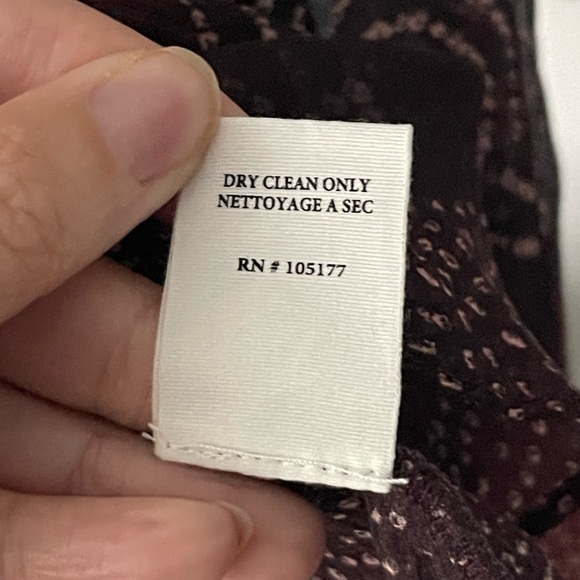 DRY CLEAN ONLY
NETTOYAGE A SEC
RN # 105177